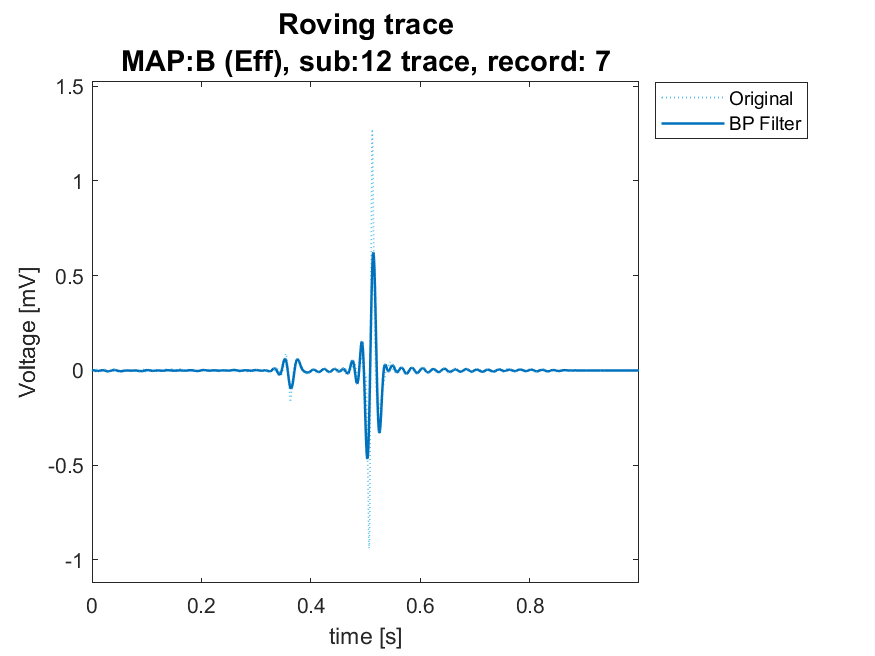 Roving trace
MAP:B (Eff), sub:12 trace, record: 7
Original
BP Filter
1.5
1
0.5
0
-0.5
-1
Voltage [mV]
0
0.2
0.4
0.6
0.8
time [s]